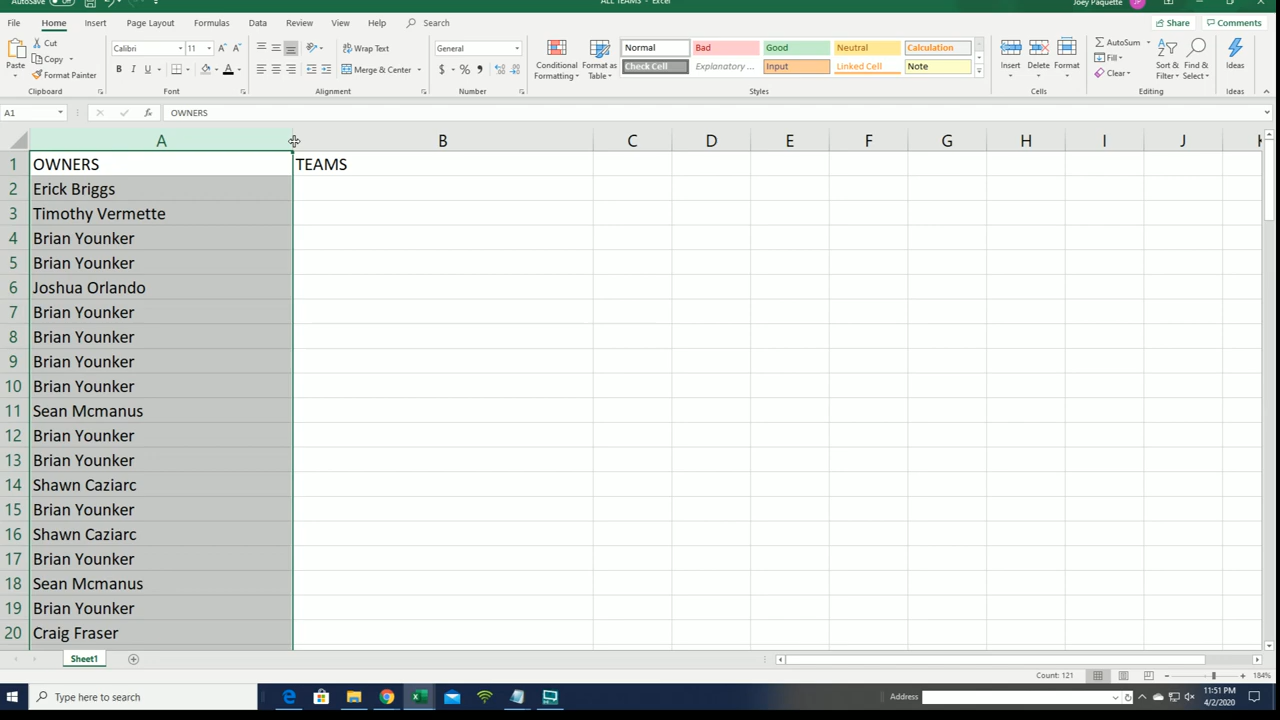 AutoSave Off ALL TEAMS - Excel Joey Paquette JP
File Home Insert Page Layout Formulas Data Review View Help Search Share Comments
Paste Cut Copy Format Painter
Calibri 11 A A B I U A
Wrap Text Merge & Center
General $ % ,
Conditional Formatting Format as Table
Normal Bad Good Neutral Calculation
Check Cell Explanatory ... Input Linked Cell Note
Insert Delete Format
AutoSum Fill Clear Sort & Filter Find & Select Ideas
Clipboard Font Alignment Number Styles Cells Editing Ideas
A1 fx OWNERS
A B C D E F G H I J K
1 OWNERS TEAMS
2 Erick Briggs
3 Timothy Vermette
4 Brian Younker
5 Brian Younker
6 Joshua Orlando
7 Brian Younker
8 Brian Younker
9 Brian Younker
10 Brian Younker
11 Sean Mcmanus
12 Brian Younker
13 Brian Younker
14 Shawn Caziarc
15 Brian Younker
16 Shawn Caziarc
17 Brian Younker
18 Sean Mcmanus
19 Brian Younker
20 Craig Fraser
Sheet1
Count: 121 184%
Type here to search Address 11:51 PM
4/2/2020